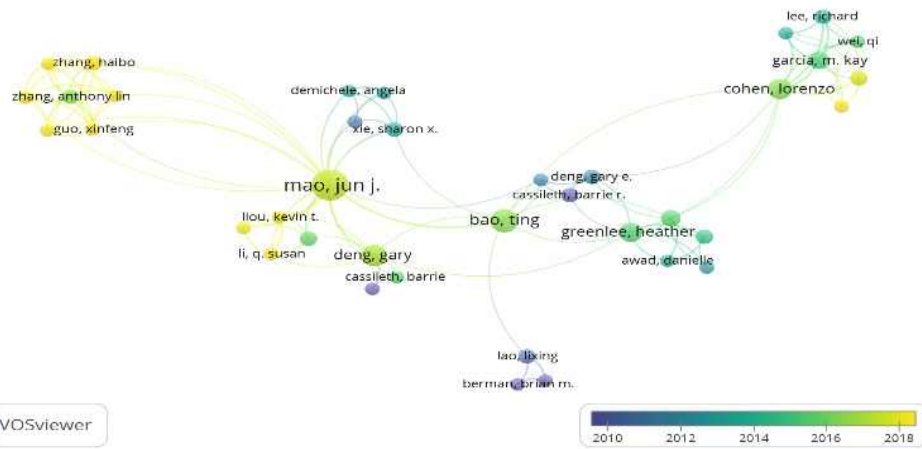 lee, richard
wei, qi
garcia, m. kay
cohen, lorenzo
zhang, haibo
zhang, anthony lin
guo, xinfeng
demichele, angela
xie, sharon x.
mao, jun j.
deng, gary e.
cassileth, barrie r.
liou, kevin t.
bao, ting
greenlee, heather
li, q. susan
deng, gary
awad, danielle
cassileth, barrie
lao, lixing
berman, brian m.
VOSviewer
2010 2012 2014 2016 2018